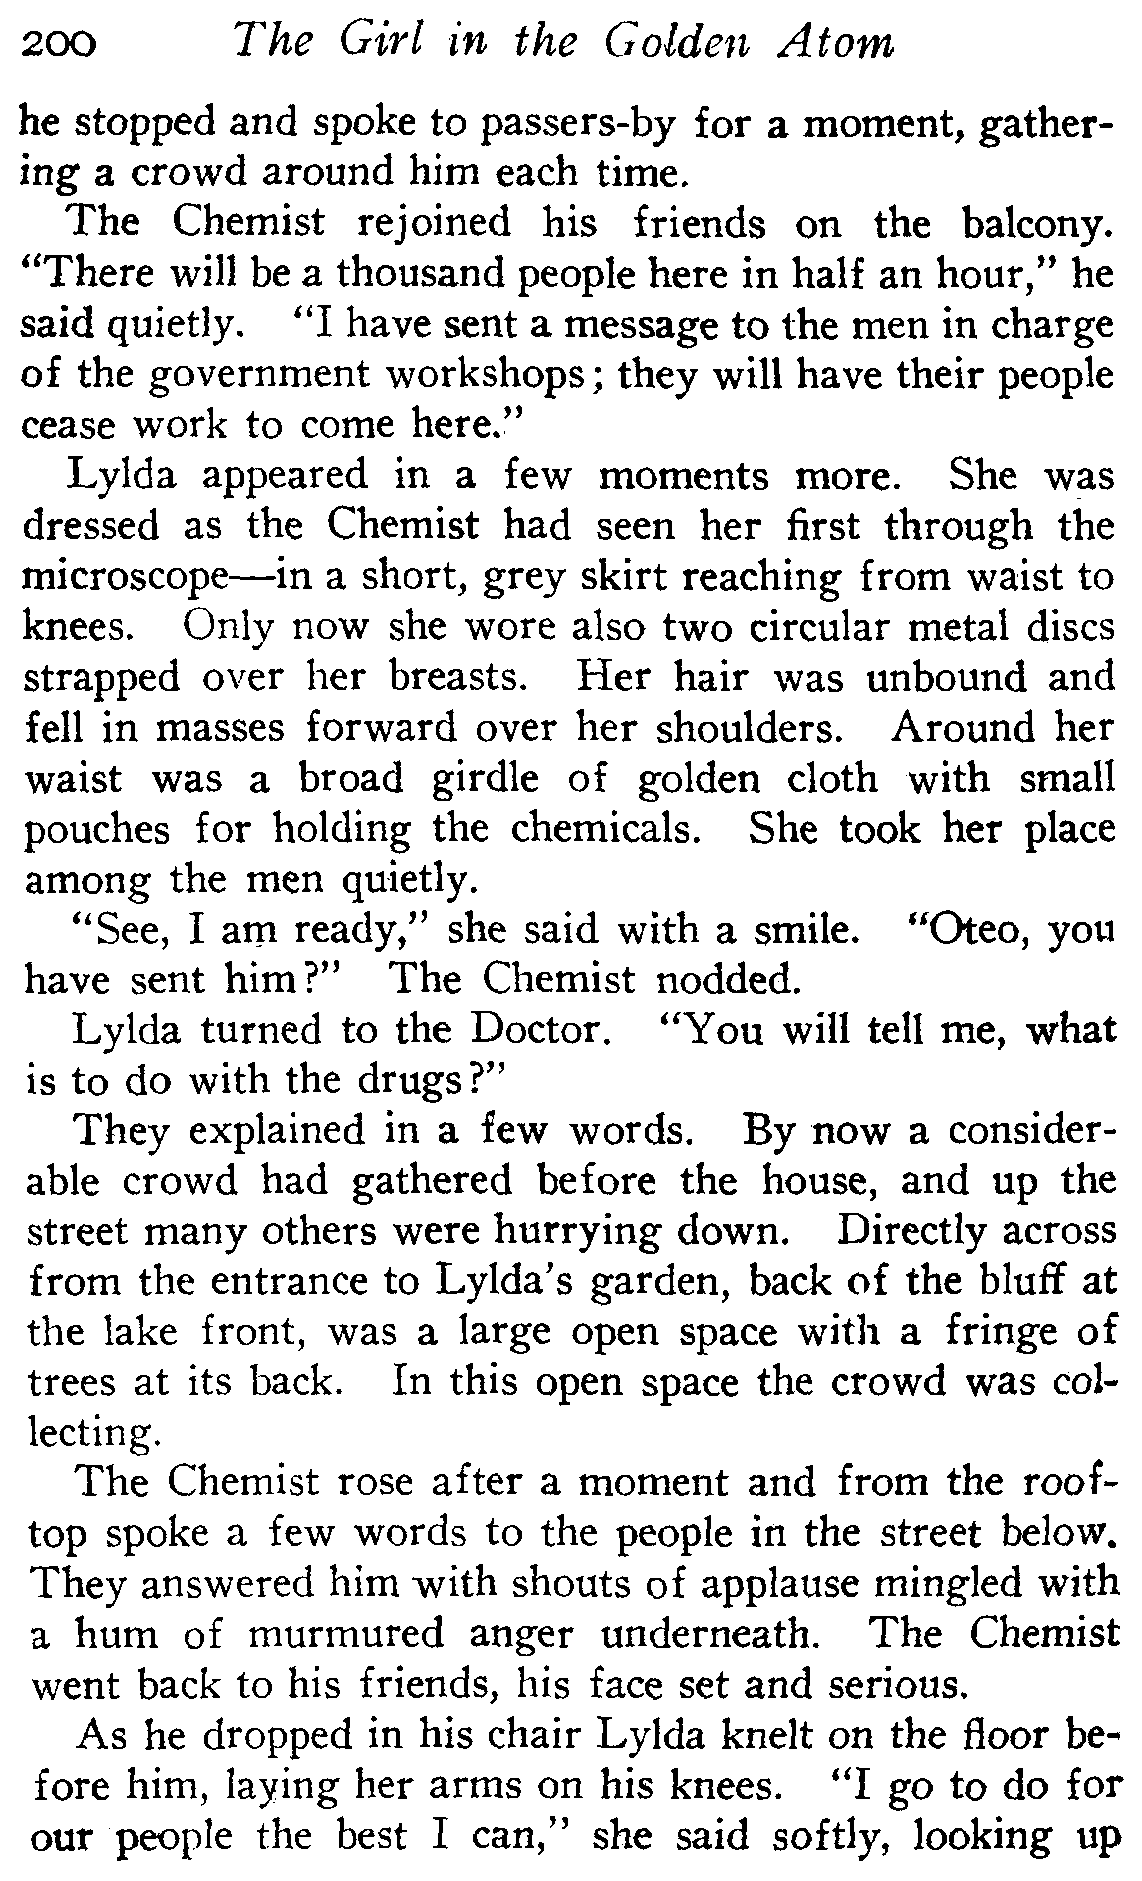 200 The Girl in the Golden Atom
he stopped and spoke to passers-by for a moment, gather-
ing a crowd around him each time.
The Chemist rejoined his friends on the balcony.
“There will be a thousand people here in half an hour,” he
said quietly. “I have sent a message to the men in charge
of the government workshops; they will have their people
cease work to come here.”
Lylda appeared in a few moments more. She was
dressed as the Chemist had seen her first through the
microscope—in a short, grey skirt reaching from waist to
knees. Only now she wore also two circular metal discs
strapped over her breasts. Her hair was unbound and
fell in masses forward over her shoulders. Around her
waist was a broad girdle of golden cloth with small
pouches for holding the chemicals. She took her place
among the men quietly.
“See, I am ready,” she said with a smile. “Oteo, you
have sent him?” The Chemist nodded.
Lylda turned to the Doctor. “You will tell me, what
is to do with the drugs?”
They explained in a few words. By now a consider-
able crowd had gathered before the house, and up the
street many others were hurrying down. Directly across
from the entrance to Lylda’s garden, back of the bluff at
the lake front, was a large open space with a fringe of
trees at its back. In this open space the crowd was col-
lecting.
The Chemist rose after a moment and from the roof-
top spoke a few words to the people in the street below.
They answered him with shouts of applause mingled with
a hum of murmured anger underneath. The Chemist
went back to his friends, his face set and serious.
As he dropped in his chair Lylda knelt on the floor be-
fore him, laying her arms on his knees. “I go to do for
our people the best I can,” she said softly, looking up